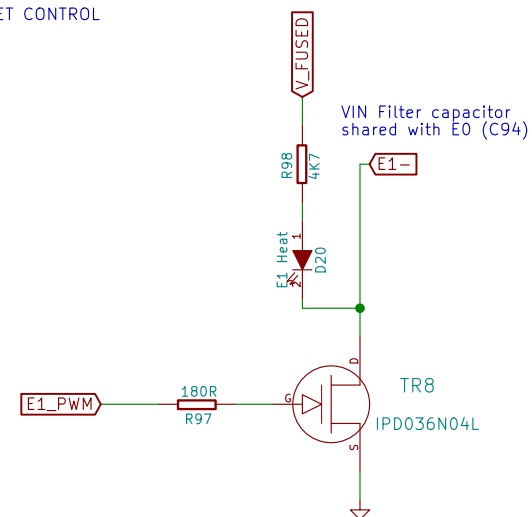 ET CONTROL
V_FUSED
VIN Filter capacitor
shared with E0 (C94)
R98
4K7
E1-
E1 Heat
1
2
D20
D
TR8
180R
E1_PWM
G
R97
IPD036N04L
S